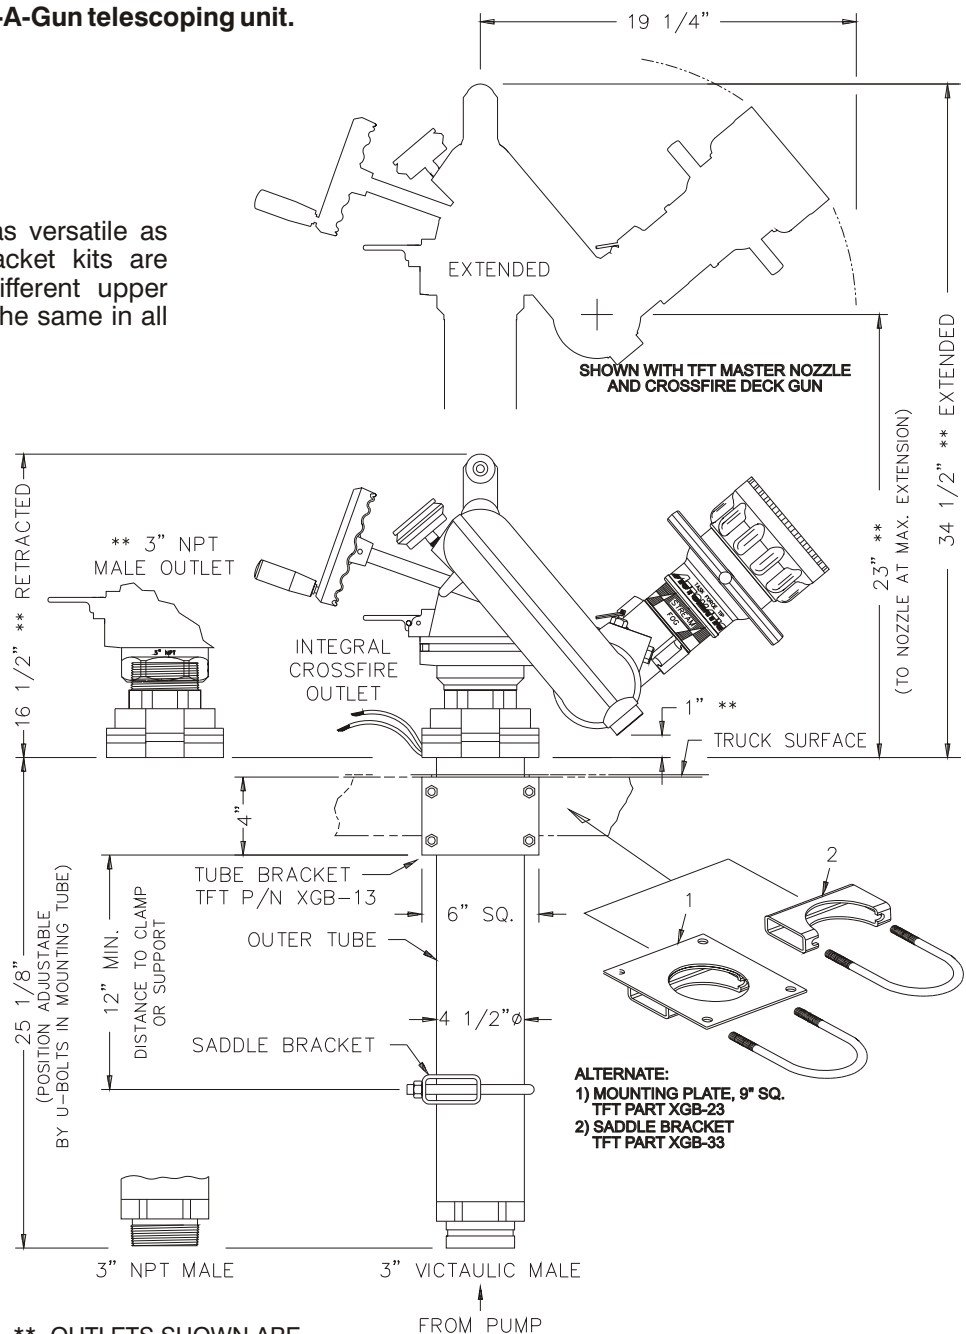 -A-Gun telescoping unit.
19 1/4"
as versatile as
acket kits are
ifferent upper
he same in all
EXTENDED
SHOWN WITH TFT MASTER NOZZLE
AND CROSSFIRE DECK GUN
34 1/2" ** EXTENDED
23" **
(TO NOZZLE AT MAX. EXTENSION)
16 1/2" ** RETRACTED
** 3" NPT
MALE OUTLET
.3" NPT
INTEGRAL
CROSSFIRE
OUTLET
STREAM
FOG
1" **
TRUCK SURFACE
4"
TUBE BRACKET
TFT P/N XGB-13
6" SQ.
OUTER TUBE
4 1/2"ø
SADDLE BRACKET
25 1/8"
(POSITION ADJUSTABLE
BY U-BOLTS IN MOUNTING TUBE)
12" MIN.
DISTANCE TO CLAMP
OR SUPPORT
1
2
ALTERNATE:
1) MOUNTING PLATE, 9" SQ.
TFT PART XGB-23
2) SADDLE BRACKET
TFT PART XGB-33
3" NPT MALE
3" VICTAULIC MALE
FROM PUMP
** OUTLETS SHOWN ARE